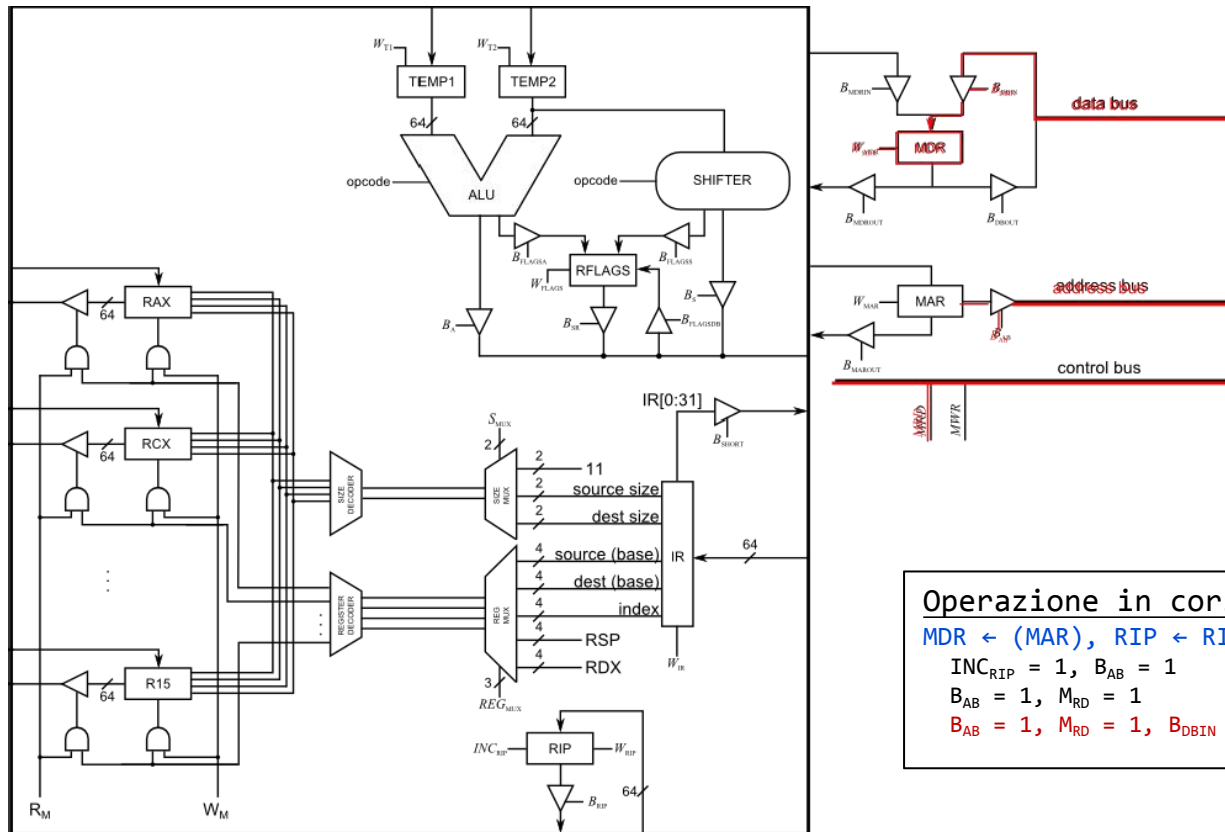 W_T1
TEMP1
W_T2
TEMP2
64
64
opcode
ALU
opcode
SHIFTER
B_FLAGSA
B_FLAGSS
W_FLAGS
RFLAGS
B_A
B_SR
B_FLAGSDB
B_S
B_MDRIN
data bus
MDR
B_MDROUT
B_DBOUT
W_MAR
MAR
address bus
B_AB
B_MAROUT
control bus
MRD
MWR
RAX
64
RCX
64
R15
64
R_M
W_M
SIZE DECODER
REGISTER DECODER
S_MUX
2
SIZE MUX
2
11
2
source size
2
dest size
REG MUX
4
source (base)
4
dest (base)
4
index
4
RSP
4
RDX
3
REG_MUX
IR[0:31]
B_SHORT
IR
64
W_IR
INC_RIP
RIP
W_RIP
B_RIP
64
Operazione in cor
MDR ← (MAR), RIP ← RI
INC_RIP = 1, B_AB = 1
B_AB = 1, M_RD = 1
B_AB = 1, M_RD = 1, B_DBIN